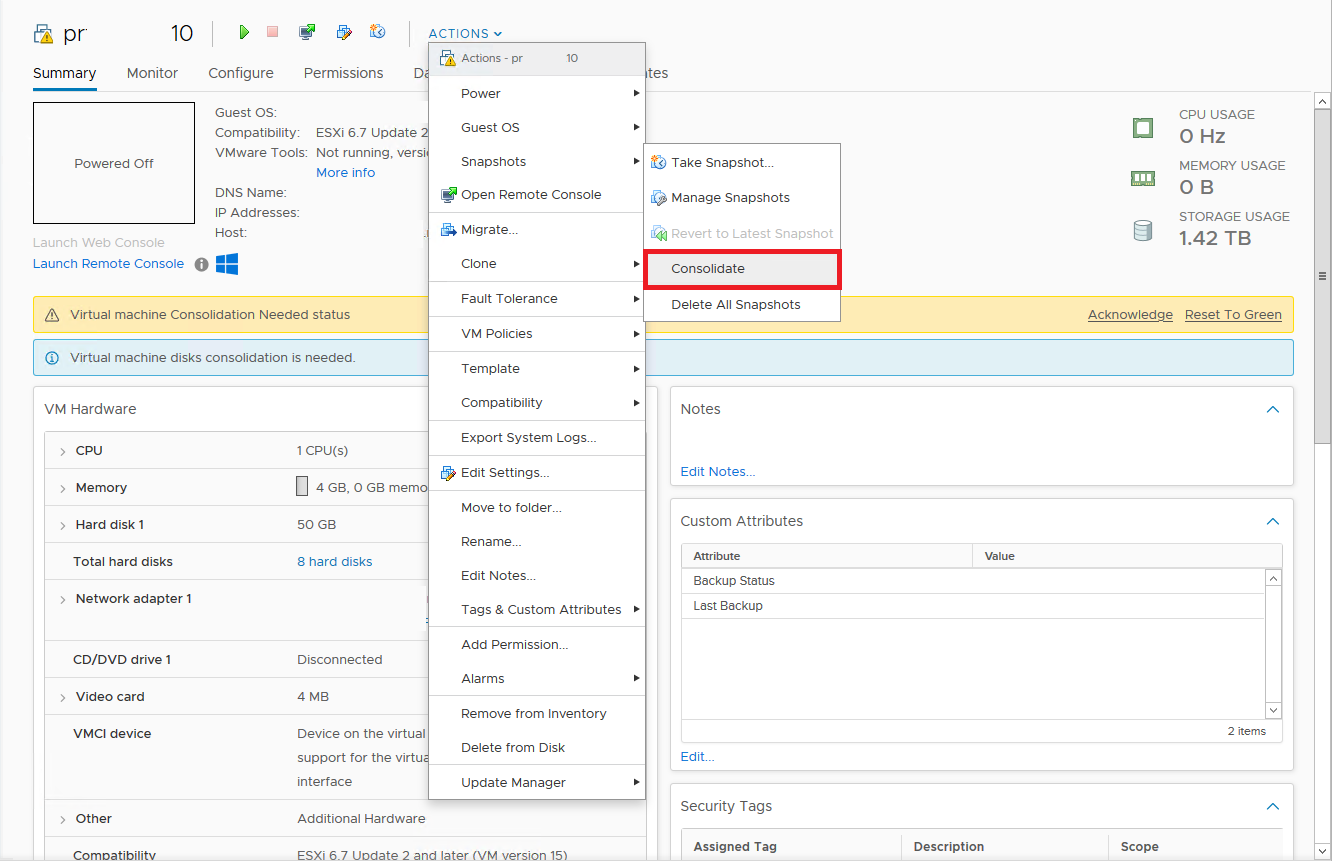 pr 10
ACTIONS
Summary Monitor Configure Permissions
Actions - pr 10
Power
Guest OS
Snapshots
Open Remote Console
Migrate...
Clone
Fault Tolerance
VM Policies
Template
Compatibility
Export System Logs...
Edit Settings...
Move to folder...
Rename...
Edit Notes...
Tags & Custom Attributes
Add Permission...
Alarms
Remove from Inventory
Delete from Disk
Update Manager
Take Snapshot...
Manage Snapshots
Revert to Latest Snapshot
Consolidate
Delete All Snapshots
Powered Off
Launch Web Console
Launch Remote Console
Guest OS:
Compatibility: ESXi 6.7 Update 2
VMware Tools: Not running,
More info
DNS Name:
IP Addresses:
Host:
CPU USAGE
0 Hz
MEMORY USAGE
0 B
STORAGE USAGE
1.42 TB
Virtual machine Consolidation Needed status Acknowledge Reset To Green
Virtual machine disks consolidation is needed.
VM Hardware
CPU 1 CPU(s)
Memory 4 GB, 0 GB
Hard disk 1 50 GB
Total hard disks 8 hard disks
Network adapter 1
CD/DVD drive 1 Disconnected
Video card 4 MB
VMCI device Device on the virtual
support for the
interface
Other Additional Hardware
Compatibility ESXi 6.7 Update 2 and later (VM version 15)
Notes
Edit Notes...
Custom Attributes
Attribute Value
Backup Status
Last Backup
2 items
Edit...
Security Tags
Assigned Tag Description Scope